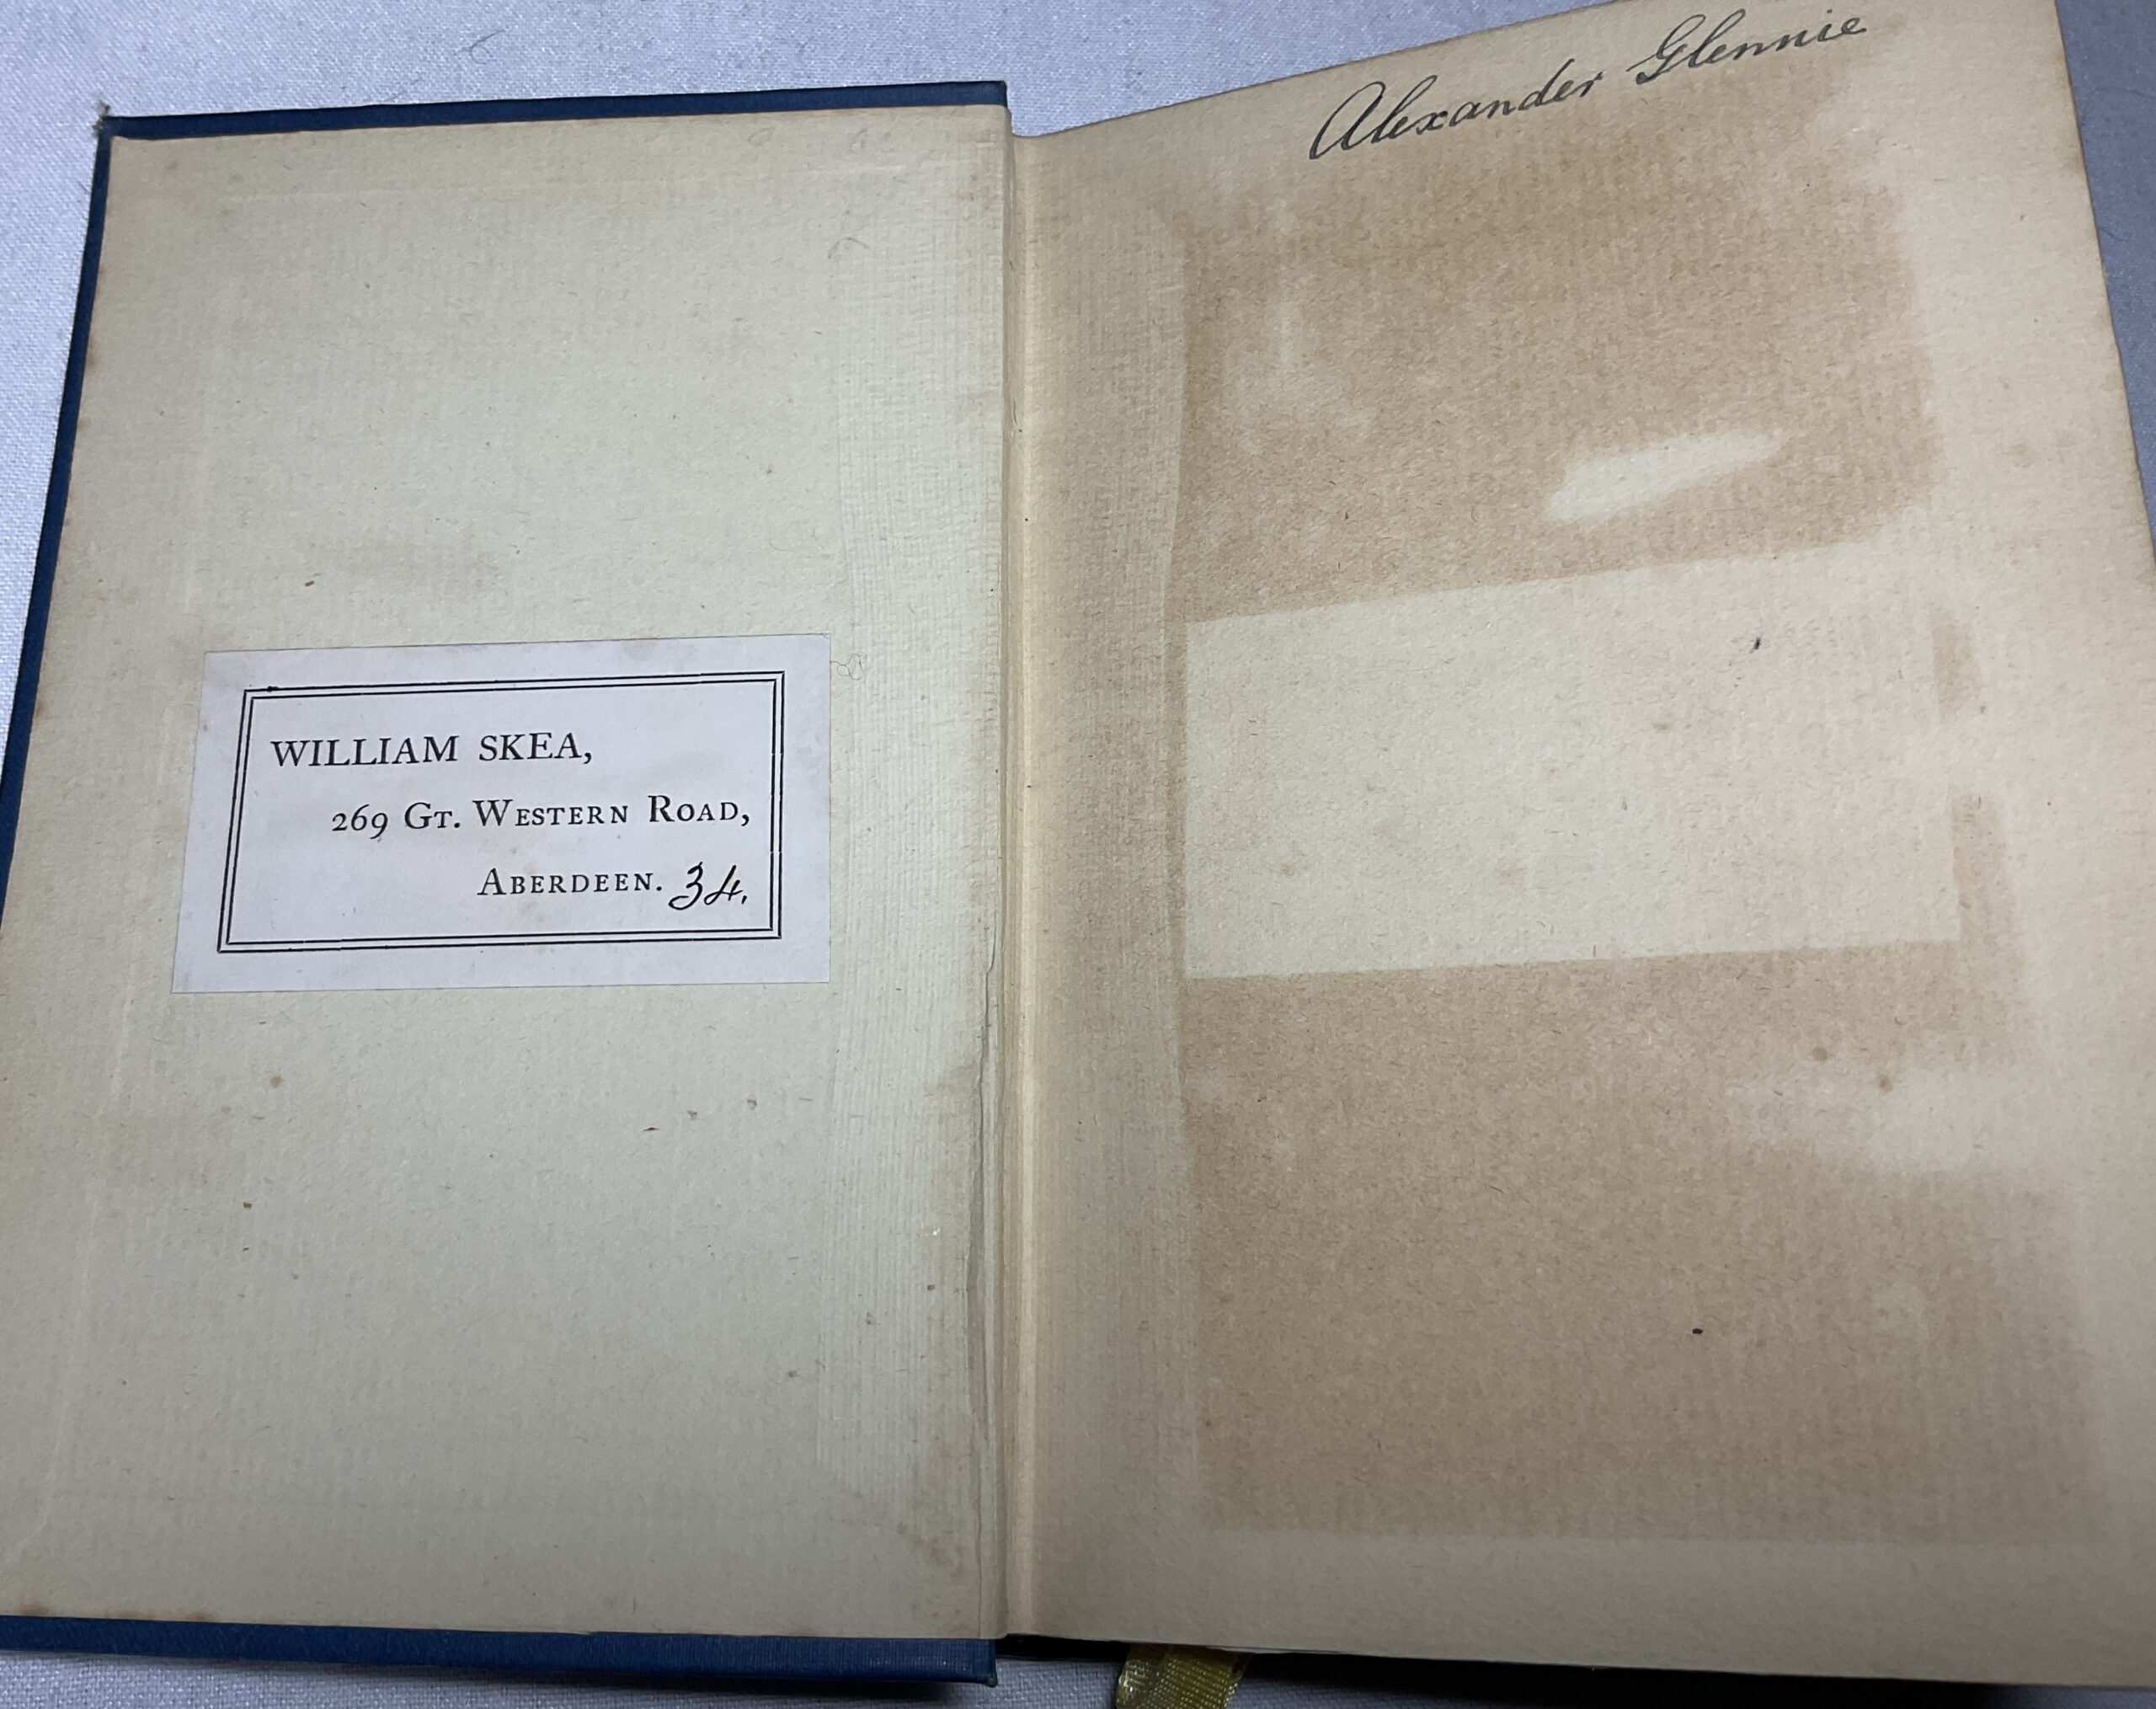 WILLIAM SKEA,
269 GT. WESTERN ROAD,
ABERDEEN. 34.
Alexander Glennie